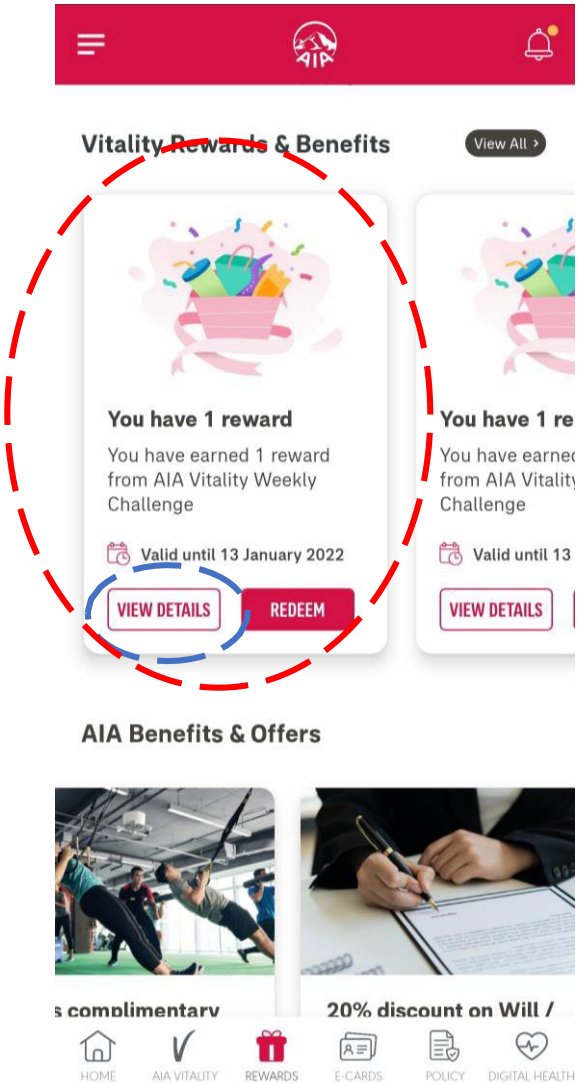 AIA
Vitality Rewards & Benefits
View All >
You have 1 reward
You have earned 1 reward
from AIA Vitality Weekly
Challenge
Valid until 13 January 2022
VIEW DETAILS
REDEEM
You have 1 re
You have earned
from AIA Vitality
Challenge
Valid until 13
VIEW DETAILS
AIA Benefits & Offers
s complimentary
20% discount on Will /
HOME
AIA VITALITY
REWARDS
E-CARDS
POLICY
DIGITAL HEALTH